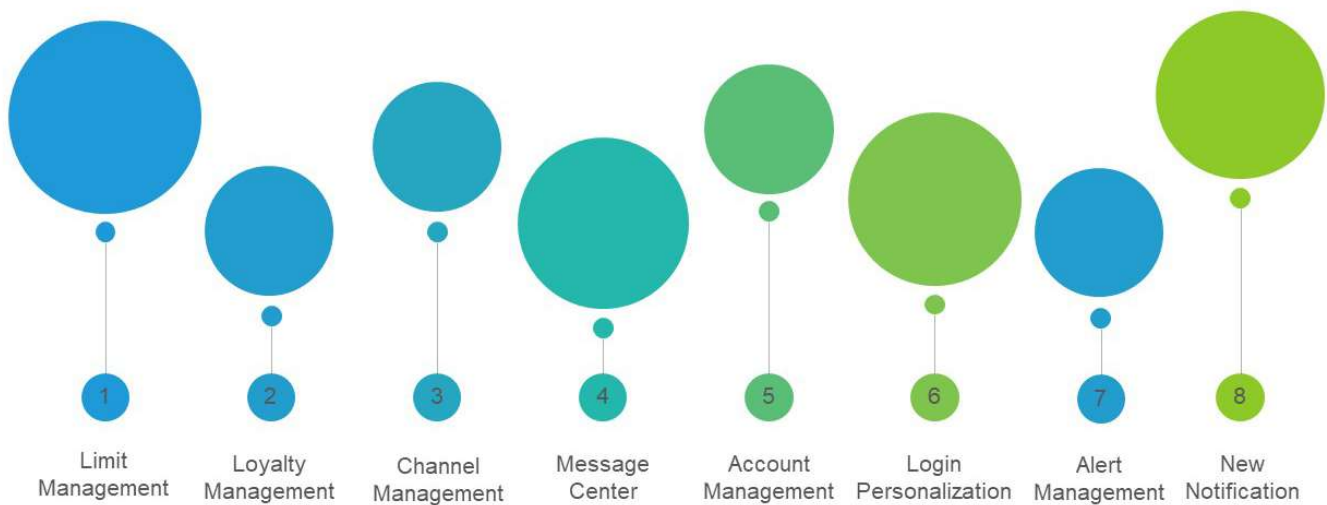 1
2
3
4
5
6
7
8
Limit
Management
Loyalty
Management
Channel
Management
Message
Center
Account
Management
Login
Personalization
Alert
Management
New
Notification